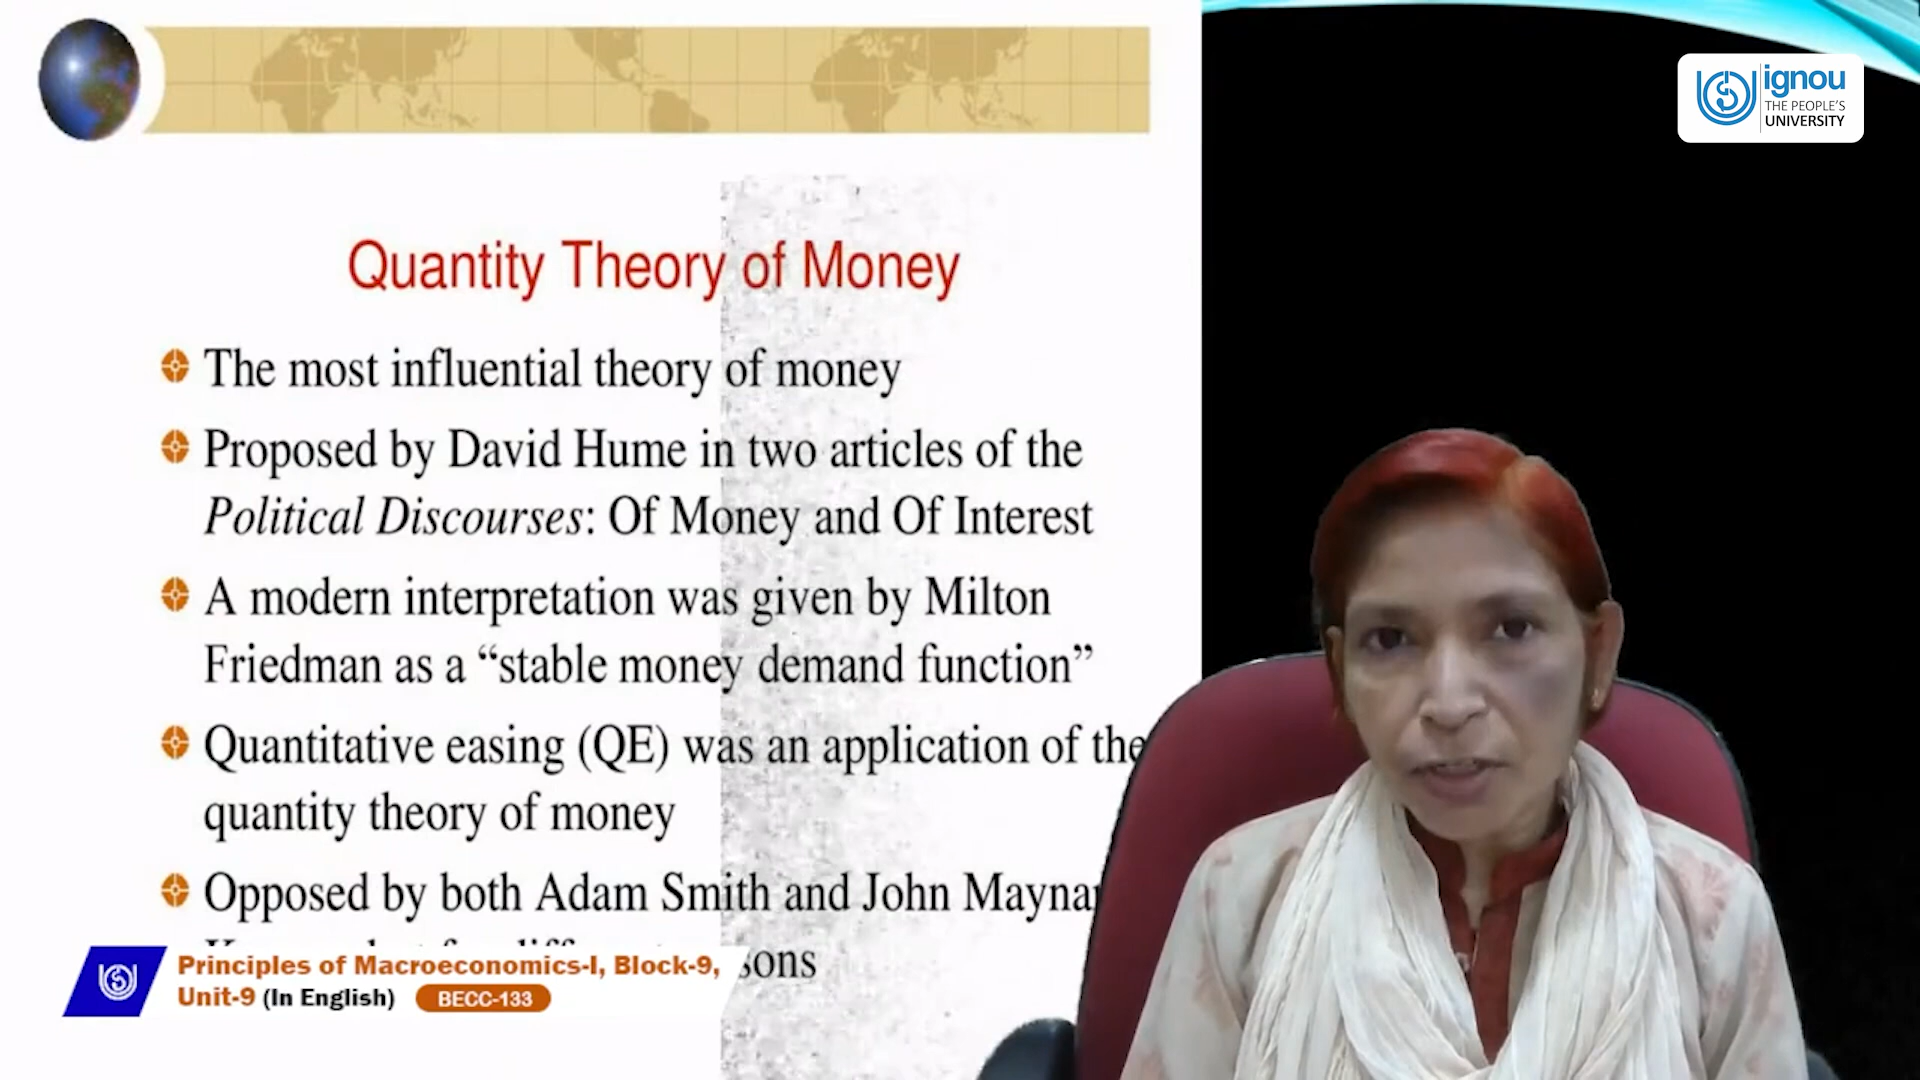 ignou
THE PEOPLE'S
UNIVERSITY
Quantity Theory of Money
The most influential theory of money
Proposed by David Hume in two articles of the
Political Discourses: Of Money and Of Interest
A modern interpretation was given by Milton
Friedman as a “stable money demand function”
Quantitative easing (QE) was an application of the
quantity theory of money
Opposed by both Adam Smith and John
Principles of Macroeconomics-I, Block-9,
Unit-9 (In English) BECC-133